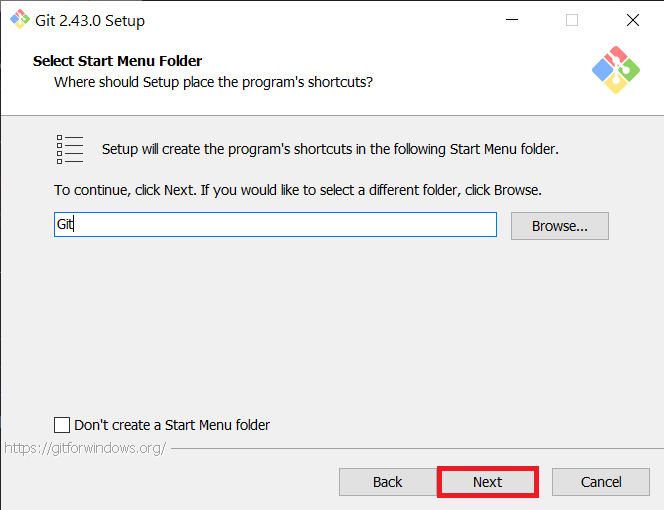 Git 2.43.0 Setup
Select Start Menu Folder
Where should Setup place the program's shortcuts?
Setup will create the program's shortcuts in the following Start Menu folder.
To continue, click Next. If you would like to select a different folder, click Browse.
Git
Browse...
Don't create a Start Menu folder
https://gitforwindows.org/
Back
Next
Cancel